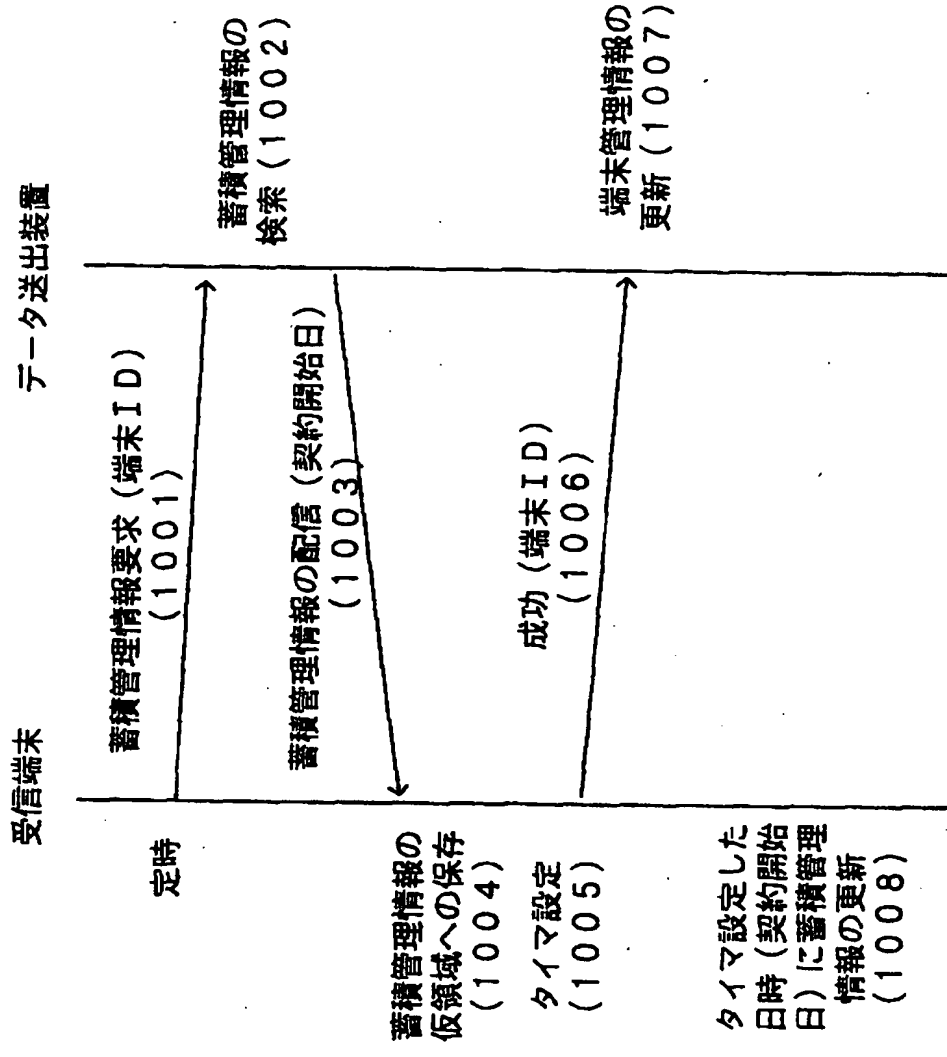 受信端末
データ送出装置
定時
蓄積管理情報要求(端末ID)
(1001)
蓄積管理情報の
検索(1002)
蓄積管理情報の配信(契約開始日)
(1003)
蓄積管理情報の
仮領域への保存
(1004)
タイマ設定
(1005)
成功(端末ID)
(1006)
端末管理情報の
更新(1007)
タイマ設定した
日時(契約開始
日)に蓄積管理
情報の更新
(1008)